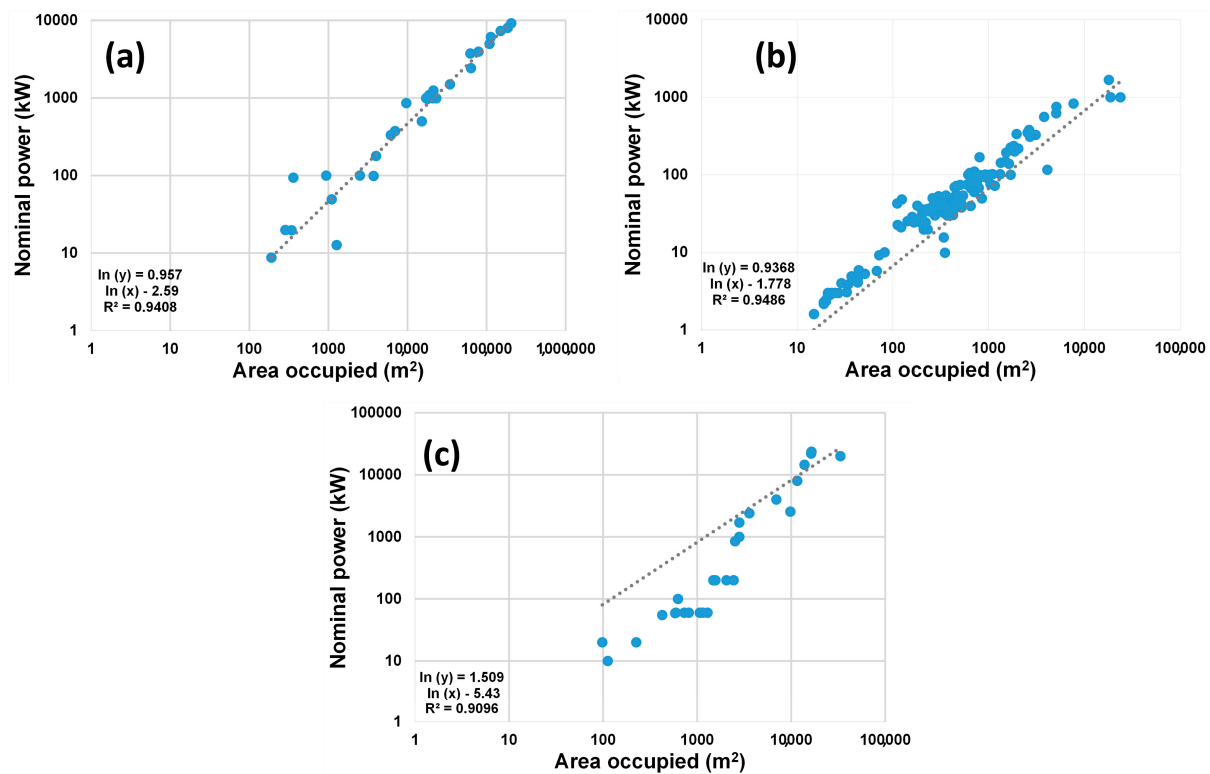 (a)
Nominal power (kW)
10000
1000
100
10
1
ln (y) = 0.957
ln (x) - 2.59
R² = 0.9408
1 10 100 1000 10,000 100,000 1,000,000
Area occupied (m²)
(b)
Nominal power (kW)
10000
1000
100
10
1
ln (y) = 0.9368
ln (x) - 1.778
R² = 0.9486
1 10 100 1000 10,000 100,000
Area occupied (m²)
(c)
Nominal power (kW)
100000
10000
1000
100
10
1
ln (y) = 1.509
ln (x) - 5.43
R² = 0.9096
1 10 100 1000 10,000 100,000
Area occupied (m²)